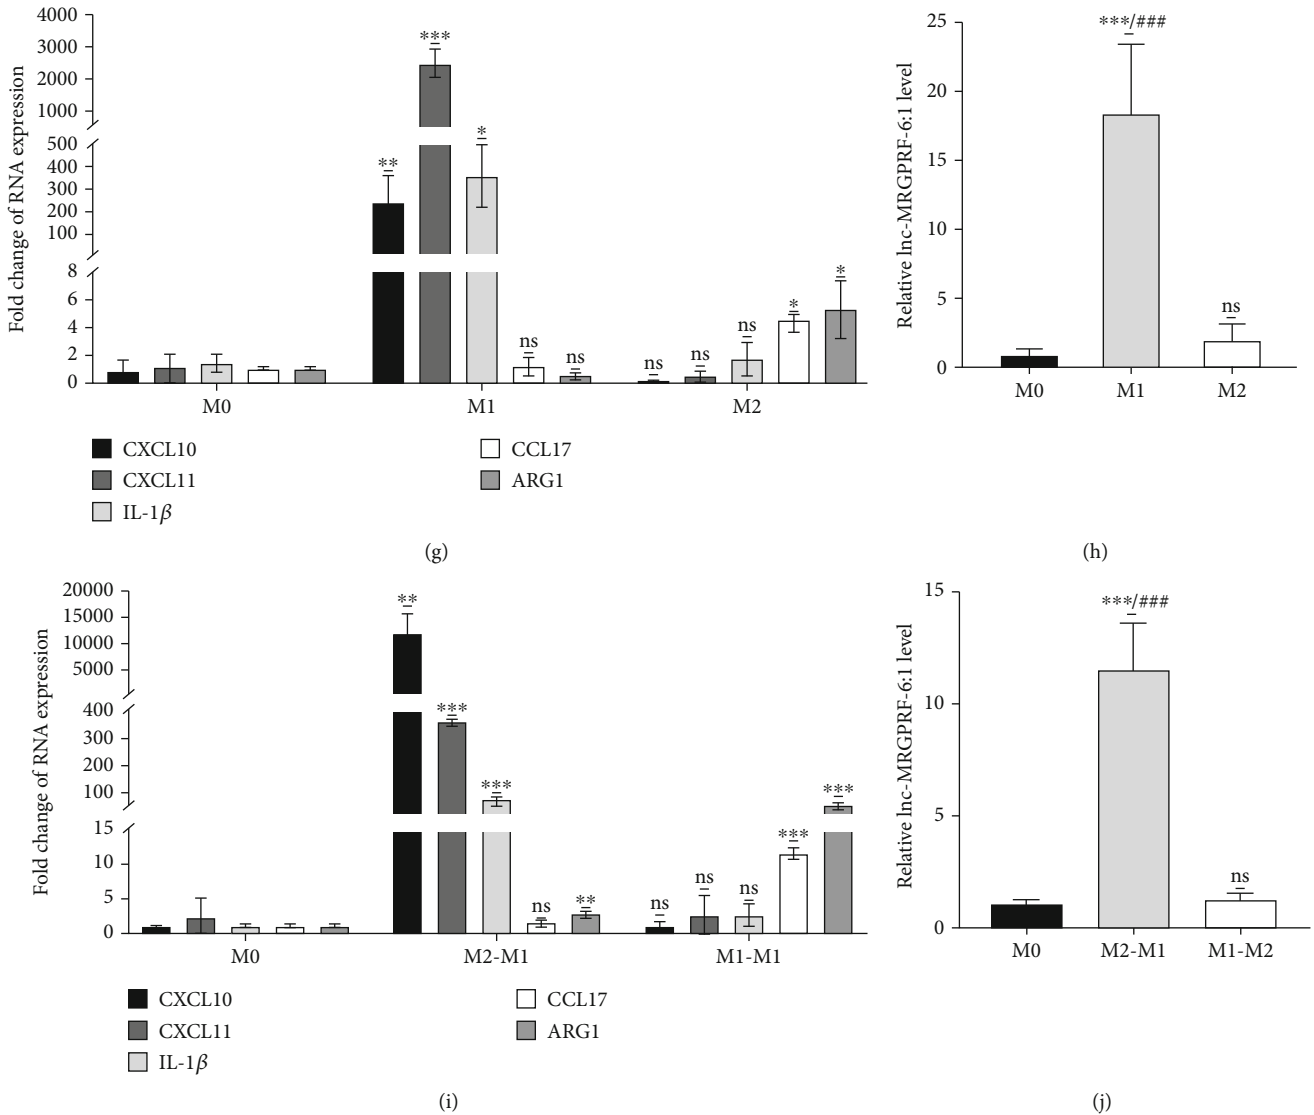 Fold change of RNA expression
4000
3000
2000
1000
500
400
300
200
100
8
6
4
2
0
**
***
*
ns
ns
ns
ns
ns
*
*
M0
M1
M2
CXCL10
CXCL11
IL-1β
CCL17
ARG1
(g)
Relative lnc-MRGPRF-6:1 level
25
20
15
10
5
0
***/###
ns
M0
M1
M2
(h)
Fold change of RNA expression
20000
15000
10000
5000
400
300
200
100
15
10
5
0
**
***
***
ns
**
ns
ns
ns
***
***
M0
M2-M1
M1-M1
CXCL10
CXCL11
IL-1β
CCL17
ARG1
(i)
Relative lnc-MRGPRF-6:1 level
15
10
5
0
***/###
ns
M0
M2-M1
M1-M2
(j)